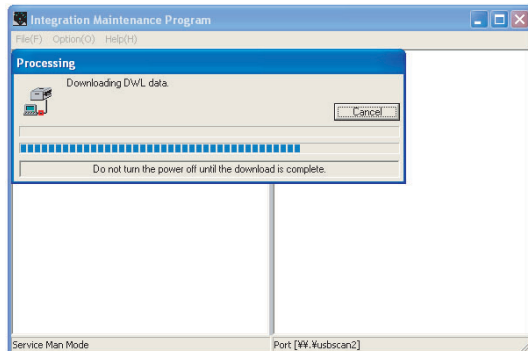 Integration Maintenance Program
File(F) Option(O) Help(H)
Processing
Downloading DWL data.
Cancel
Do not turn the power off until the download is complete.
Service Man Mode Port [¥¥.¥usbscan2]